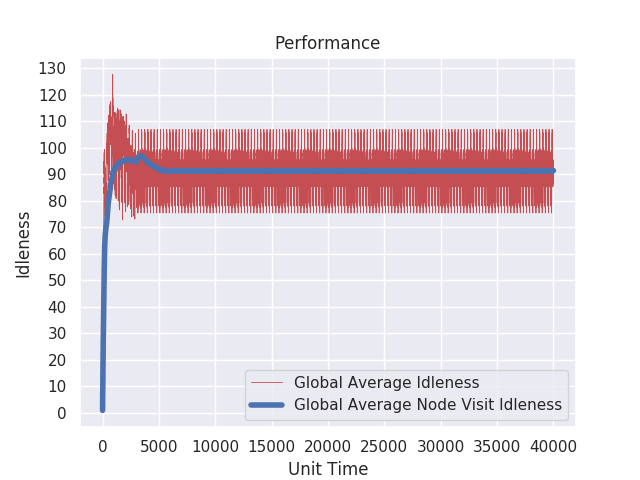 Performance
130
120
110
100
90
80
70
60
50
40
30
20
10
0
Idleness
Global Average Idleness
Global Average Node Visit Idleness
0 5000 10000 15000 20000 25000 30000 35000 40000
Unit Time